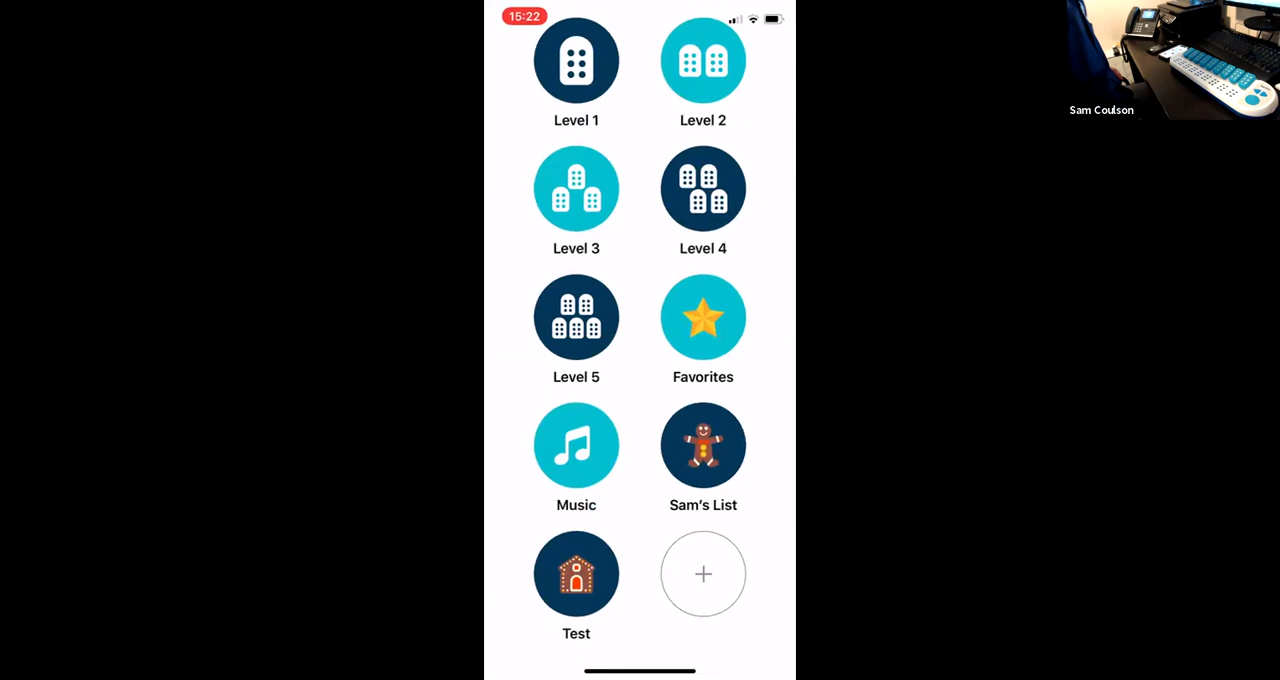 15:22
Level 1
Level 2
Level 3
Level 4
Level 5
Favorites
Music
Sam's List
Test
Sam Coulson